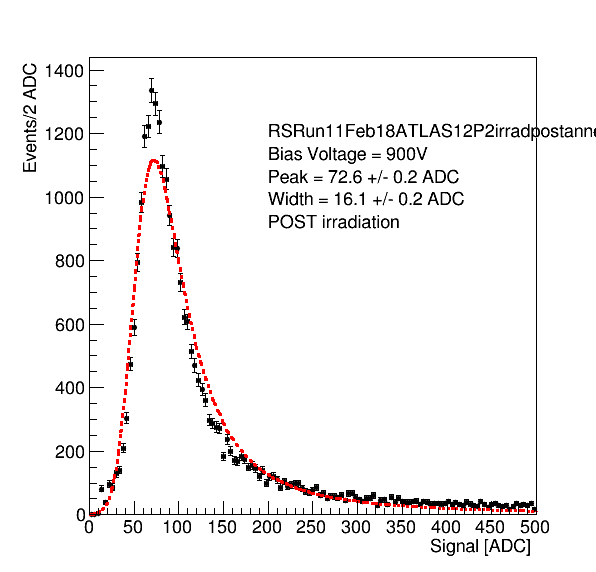 Events/2 ADC
1400
1200
1000
800
600
400
200
0
RSRun11Feb18ATLAS12P2irradpostanne
Bias Voltage = 900V
Peak = 72.6 +/- 0.2 ADC
Width = 16.1 +/- 0.2 ADC
POST irradiation
0 50 100 150 200 250 300 350 400 450 500
Signal [ADC]